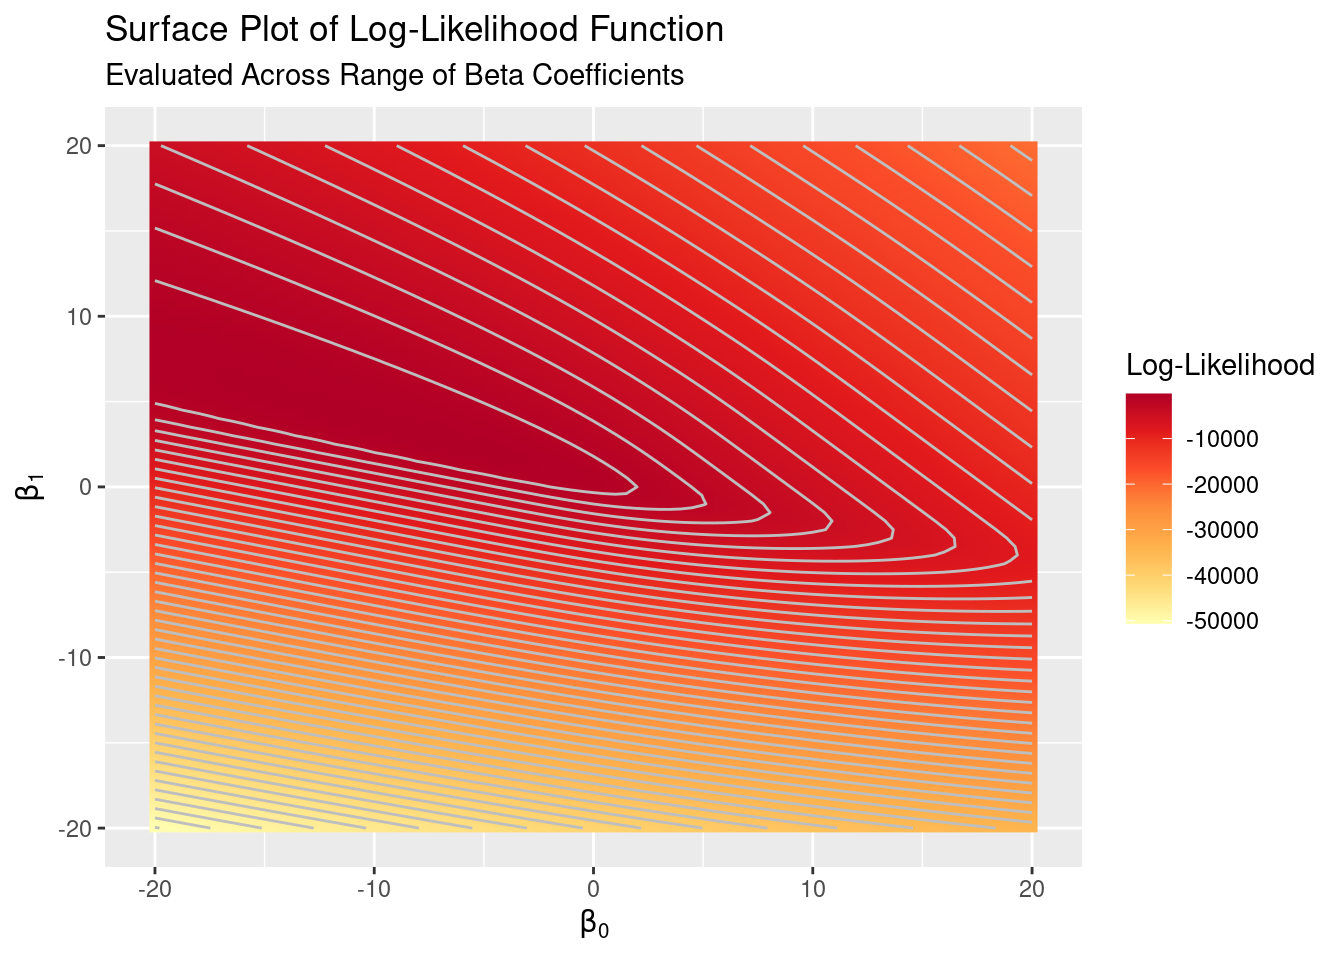 Surface Plot of Log-Likelihood Function
Evaluated Across Range of Beta Coefficients
20
10
0
-10
-20
β₁
-20 -10 0 10 20
β₀
Log-Likelihood
-10000
-20000
-30000
-40000
-50000